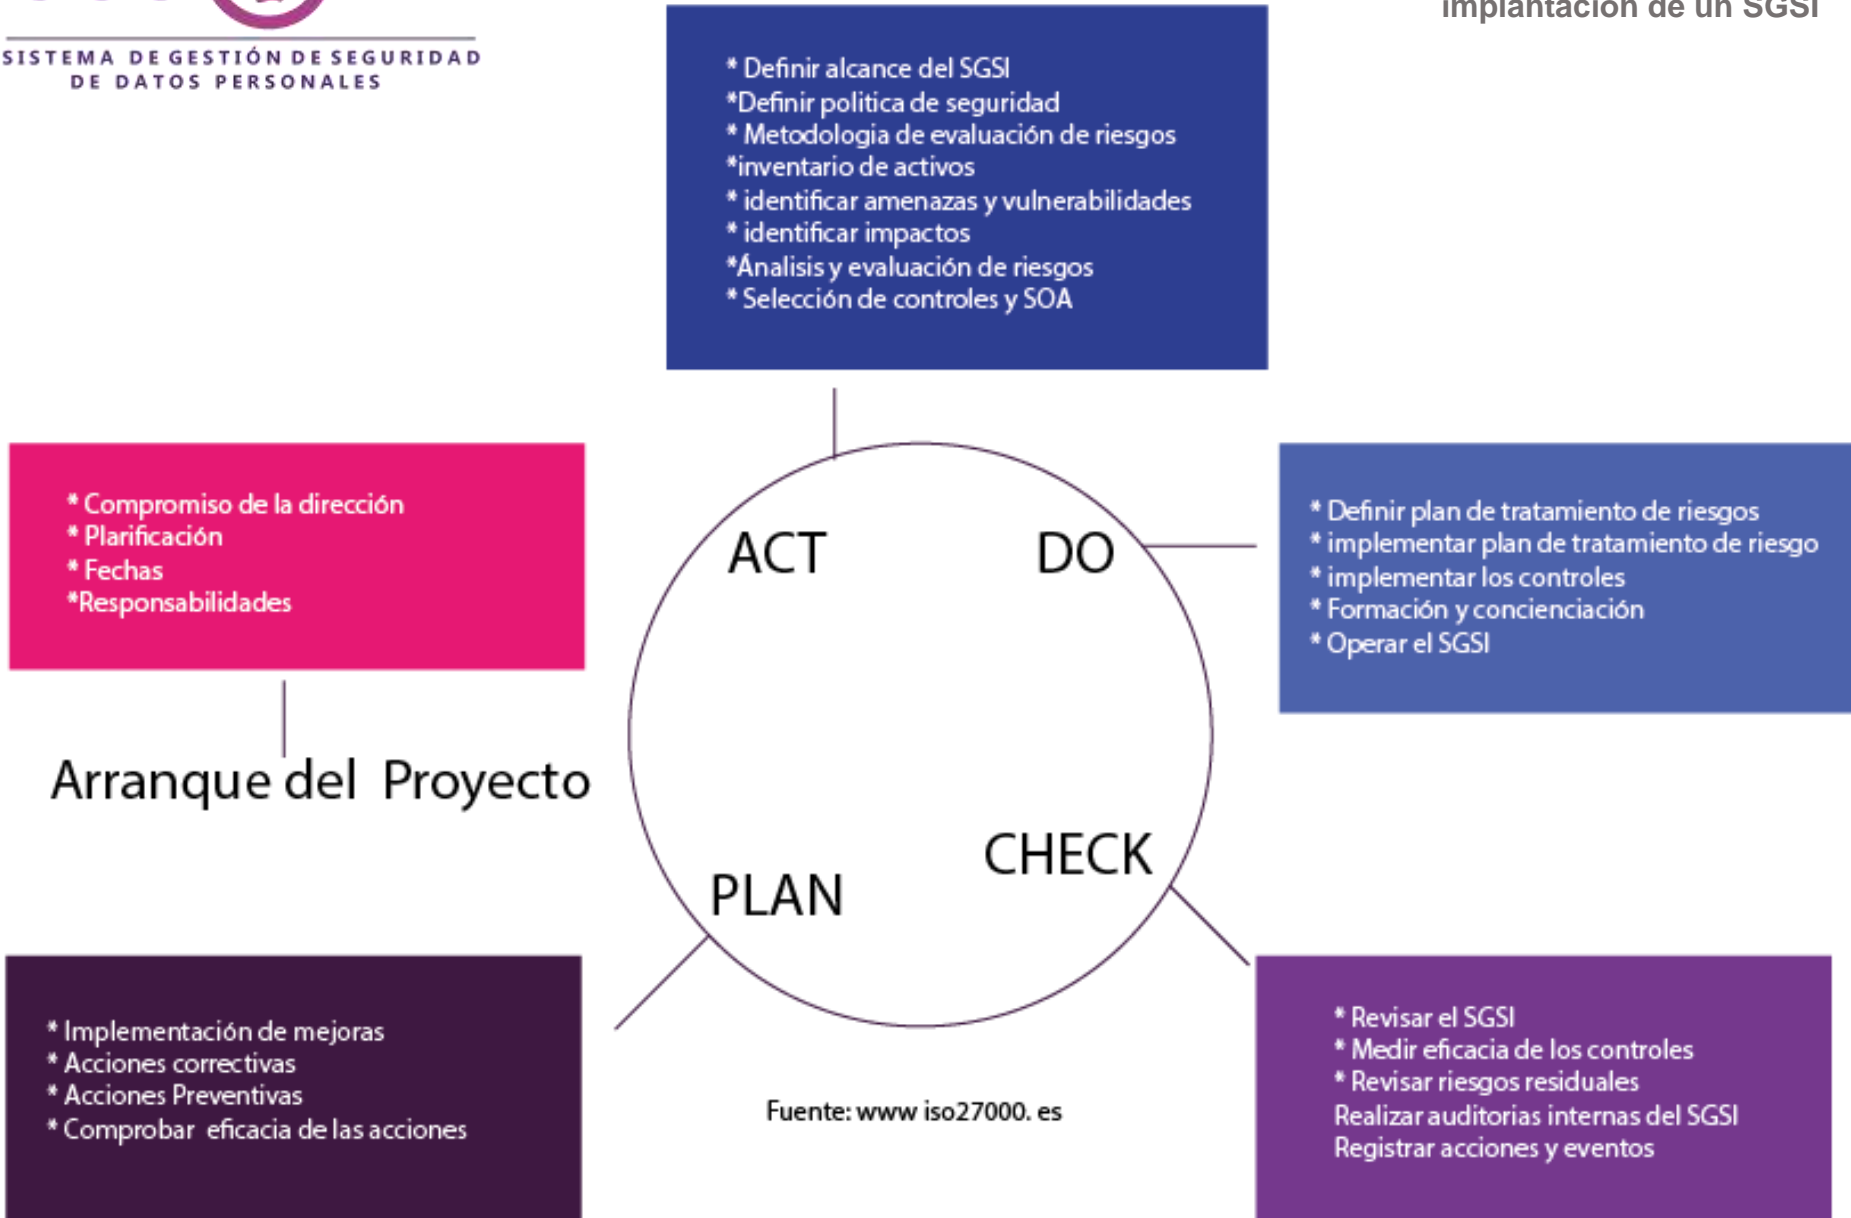 implantación de un SGSI
SISTEMA DE GESTIÓN DE SEGURIDAD
DE DATOS PERSONALES
* Definir alcance del SGSI
*Definir politica de seguridad
* Metodologia de evaluación de riesgos
*inventario de activos
* identificar amenazas y vulnerabilidades
* identificar impactos
*Ánalisis y evaluación de riesgos
* Selección de controles y SOA
* Compromiso de la dirección
* Plarificación
* Fechas
*Responsabilidades
Arranque del Proyecto
ACT
DO
* Definir plan de tratamiento de riesgos
* implementar plan de tratamiento de riesgo
* implementar los controles
* Formación y concienciación
* Operar el SGSI
CHECK
PLAN
* Implementación de mejoras
* Acciones correctivas
* Acciones Preventivas
* Comprobar eficacia de las acciones
Fuente: www iso27000. es
* Revisar el SGSI
* Medir eficacia de los controles
* Revisar riesgos residuales
Realizar auditorias internas del SGSI
Registrar acciones y eventos